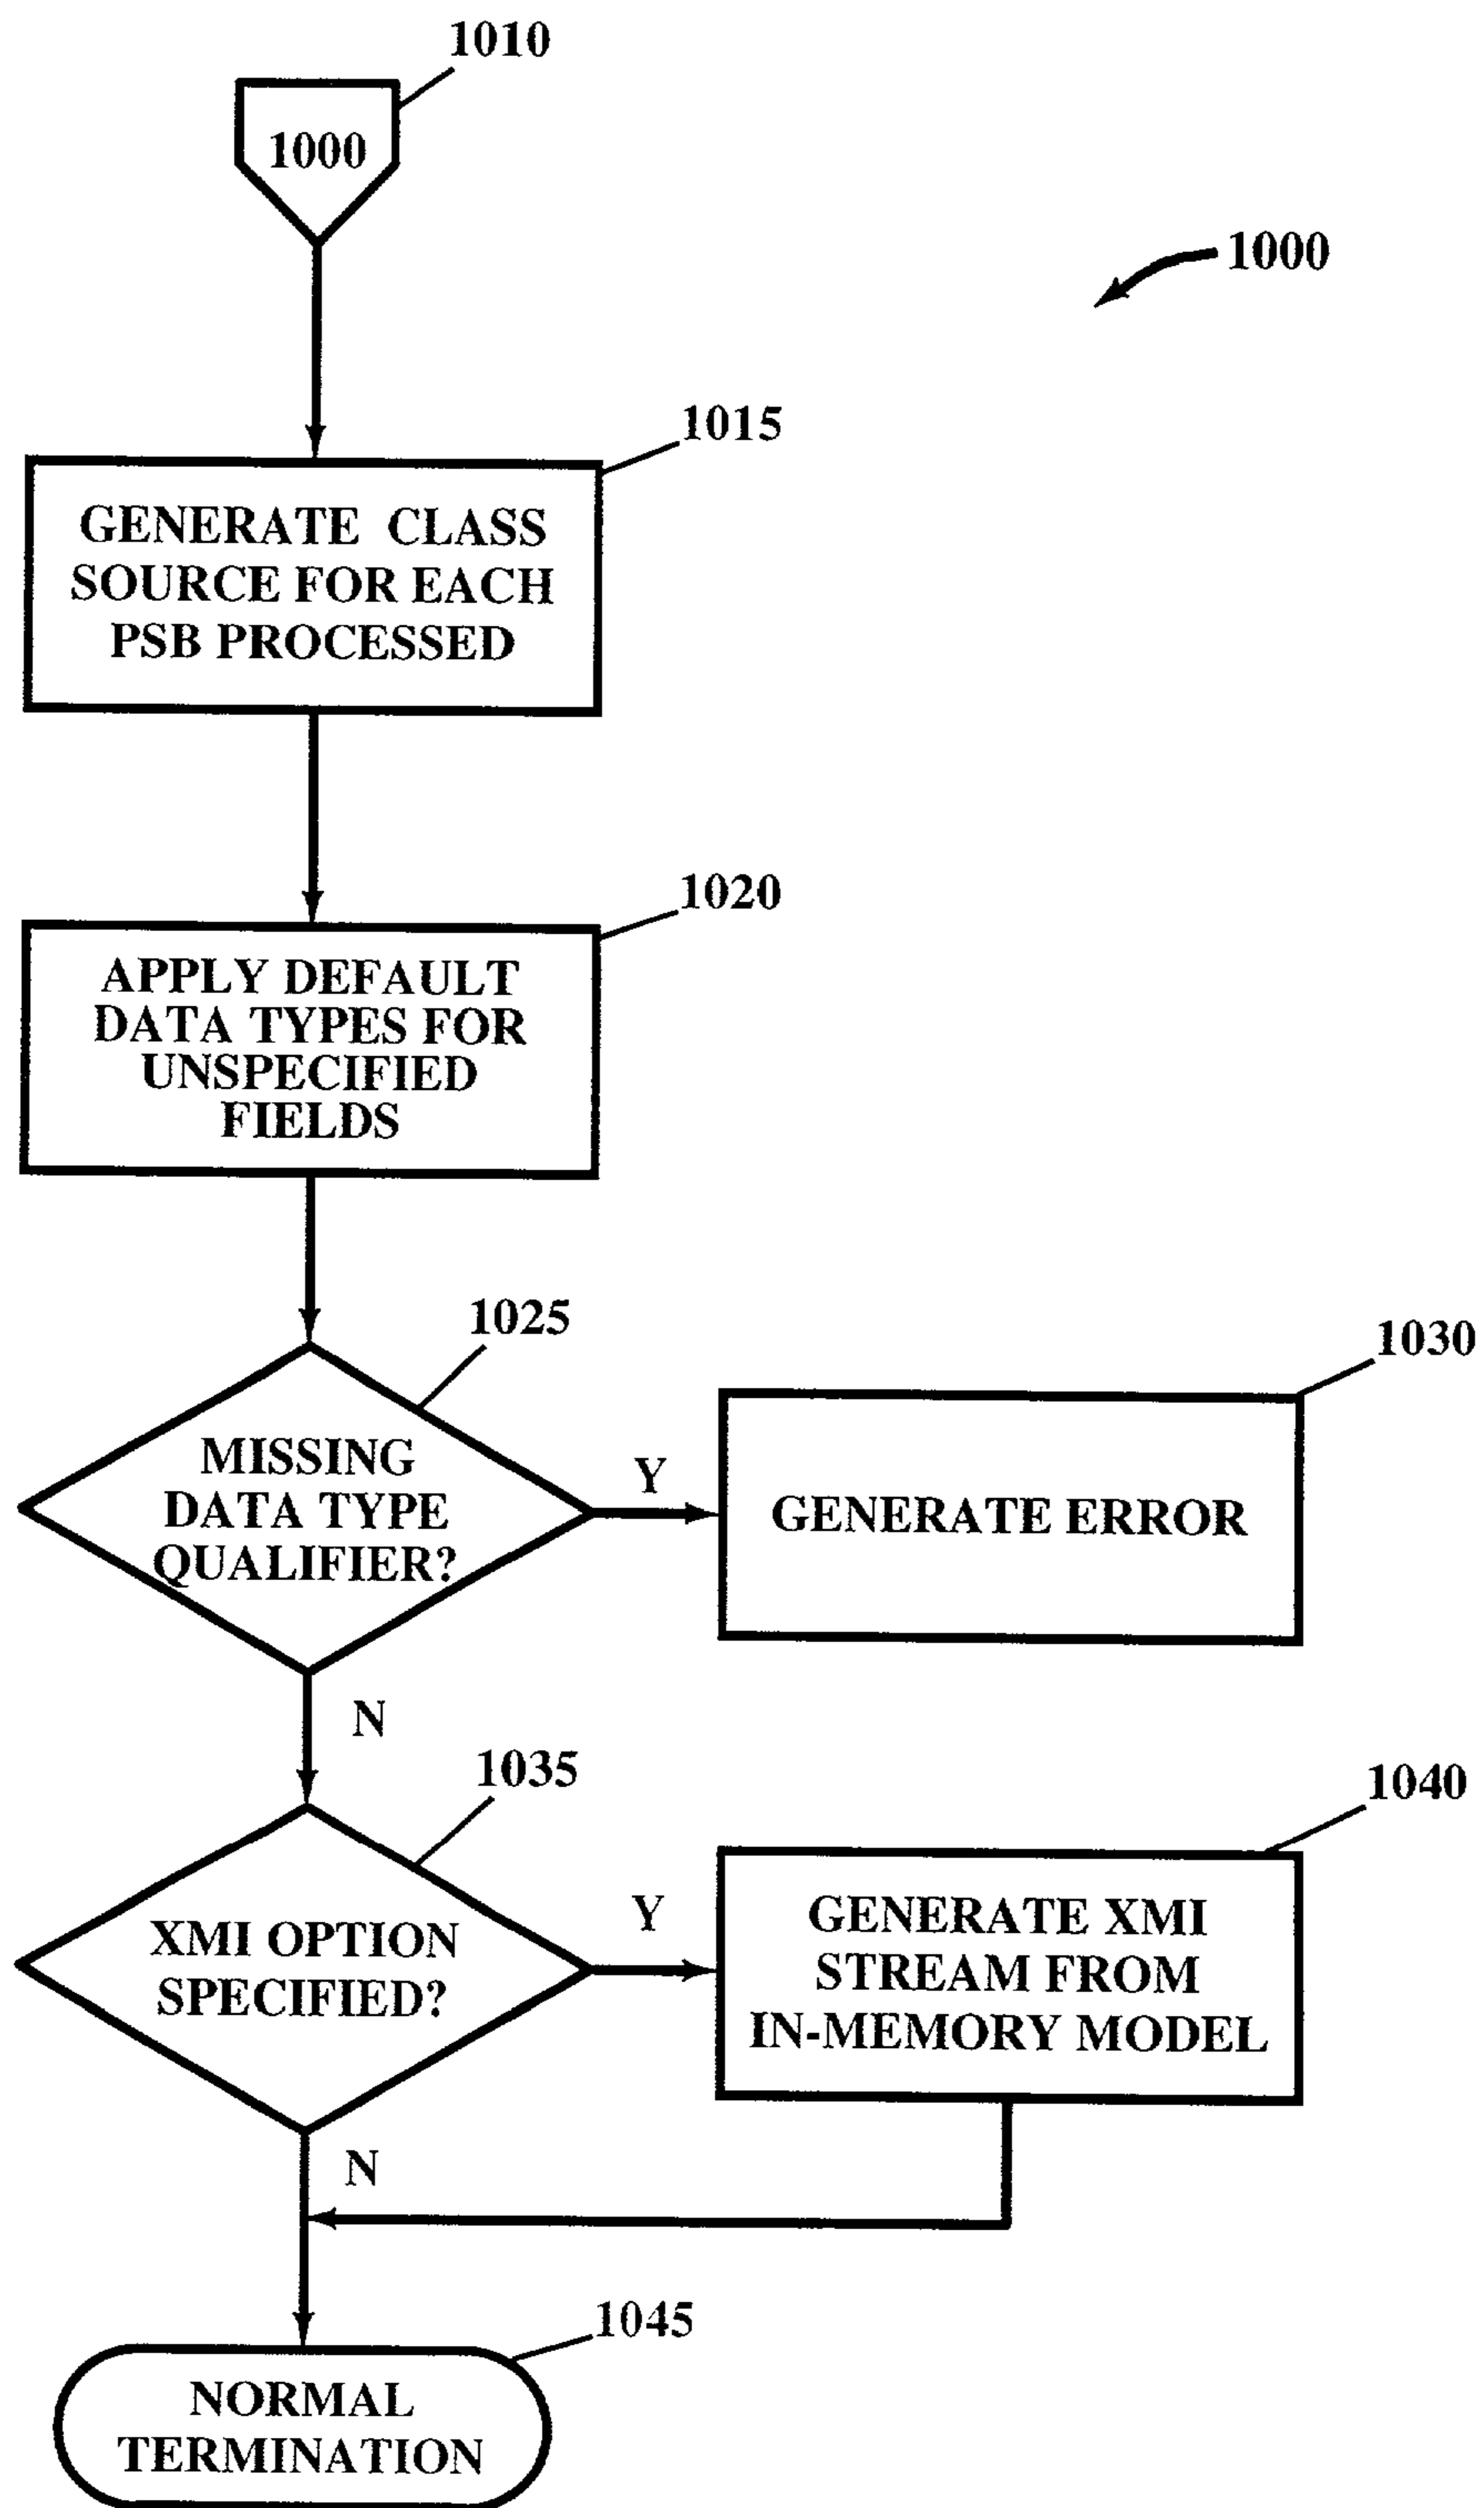 1010
1000
1000
1015
GENERATE CLASS
SOURCE FOR EACH
PSB PROCESSED
1020
APPLY DEFAULT
DATA TYPES FOR
UNSPECIFIED
FIELDS
1025
MISSING
DATA TYPE
QUALIFIER?
Y
1030
GENERATE ERROR
N
1035
XMI OPTION
SPECIFIED?
Y
1040
GENERATE XMI
STREAM FROM
IN-MEMORY MODEL
N
1045
NORMAL
TERMINATION